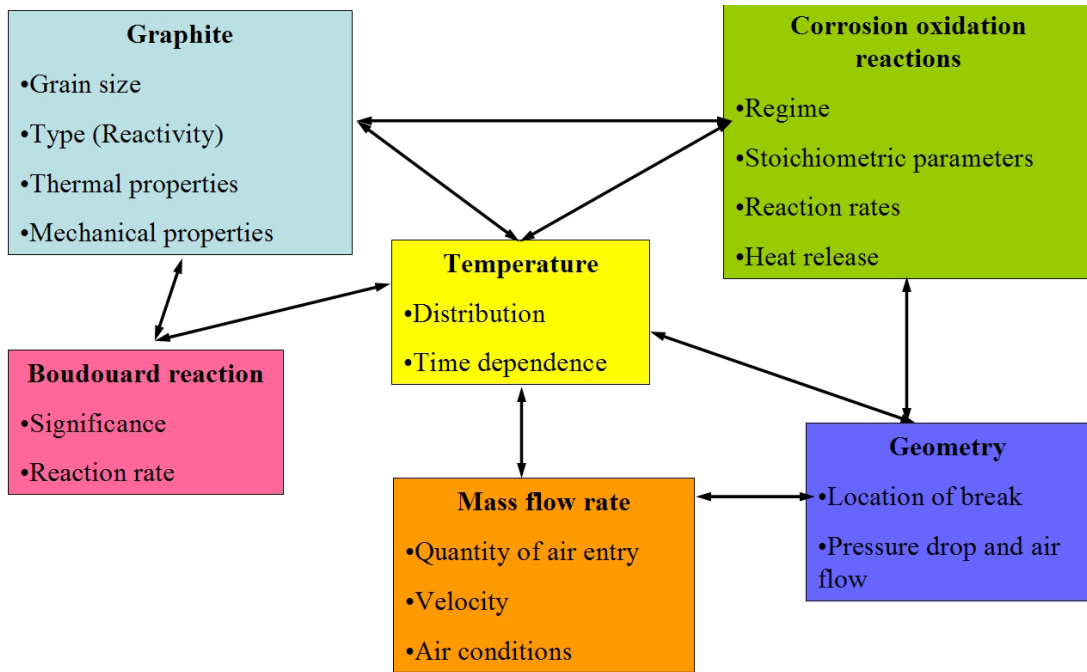 Graphite
•Grain size
•Type (Reactivity)
•Thermal properties
•Mechanical properties
Corrosion oxidation
reactions
•Regime
•Stoichiometric parameters
•Reaction rates
•Heat release
Temperature
•Distribution
•Time dependence
Boudouard reaction
•Significance
•Reaction rate
Mass flow rate
•Quantity of air entry
•Velocity
•Air conditions
Geometry
•Location of break
•Pressure drop and air
flow